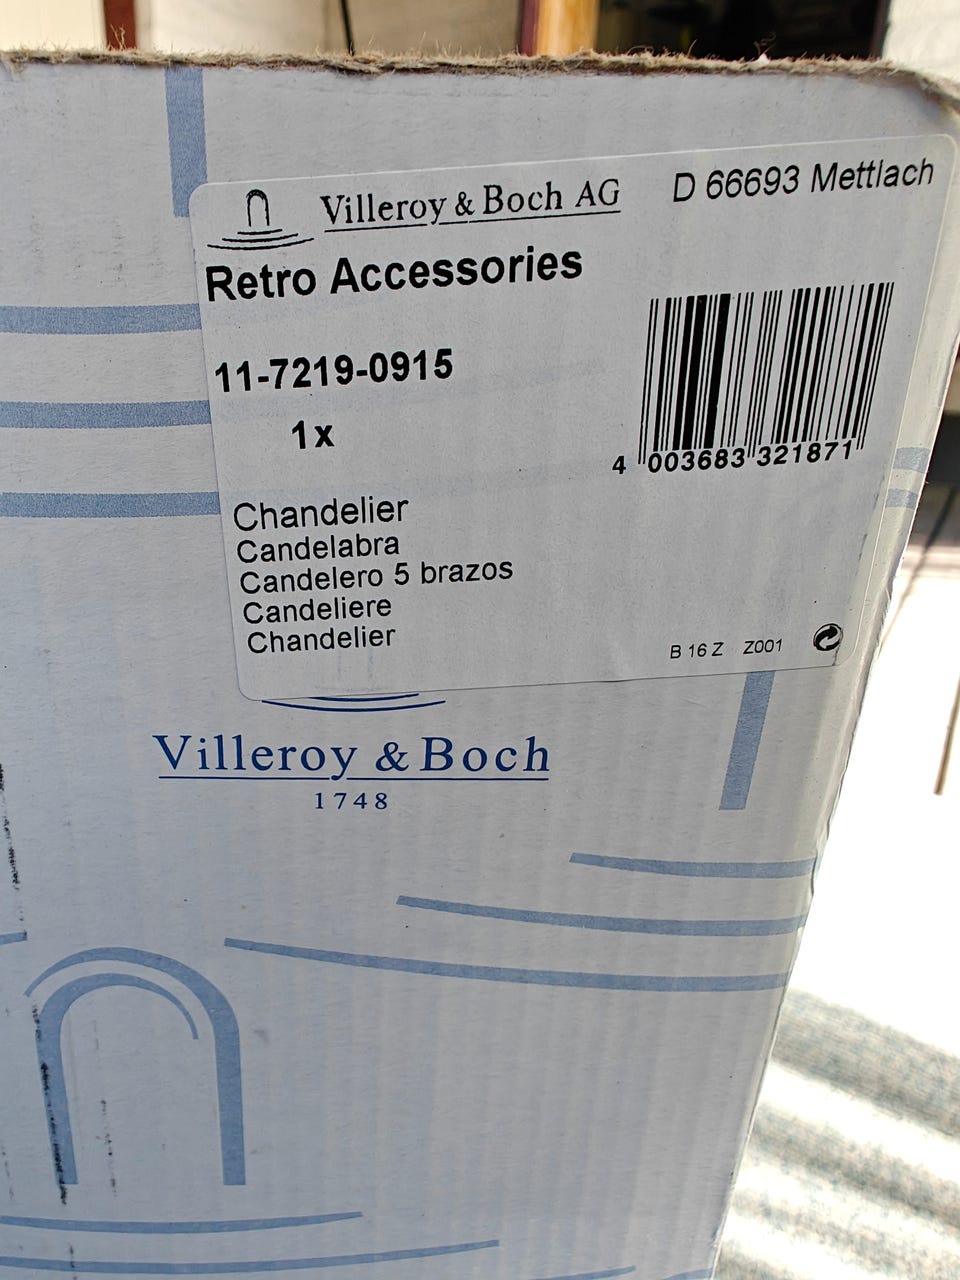 Villeroy & Boch AG D 66693 Mettlach
Retro Accessories
11-7219-0915
1x
4 003683 321871
Chandelier
Candelabra
Candelero 5 brazos
Candeliere
Chandelier
B 16 Z Z001
Villeroy & Boch
1748